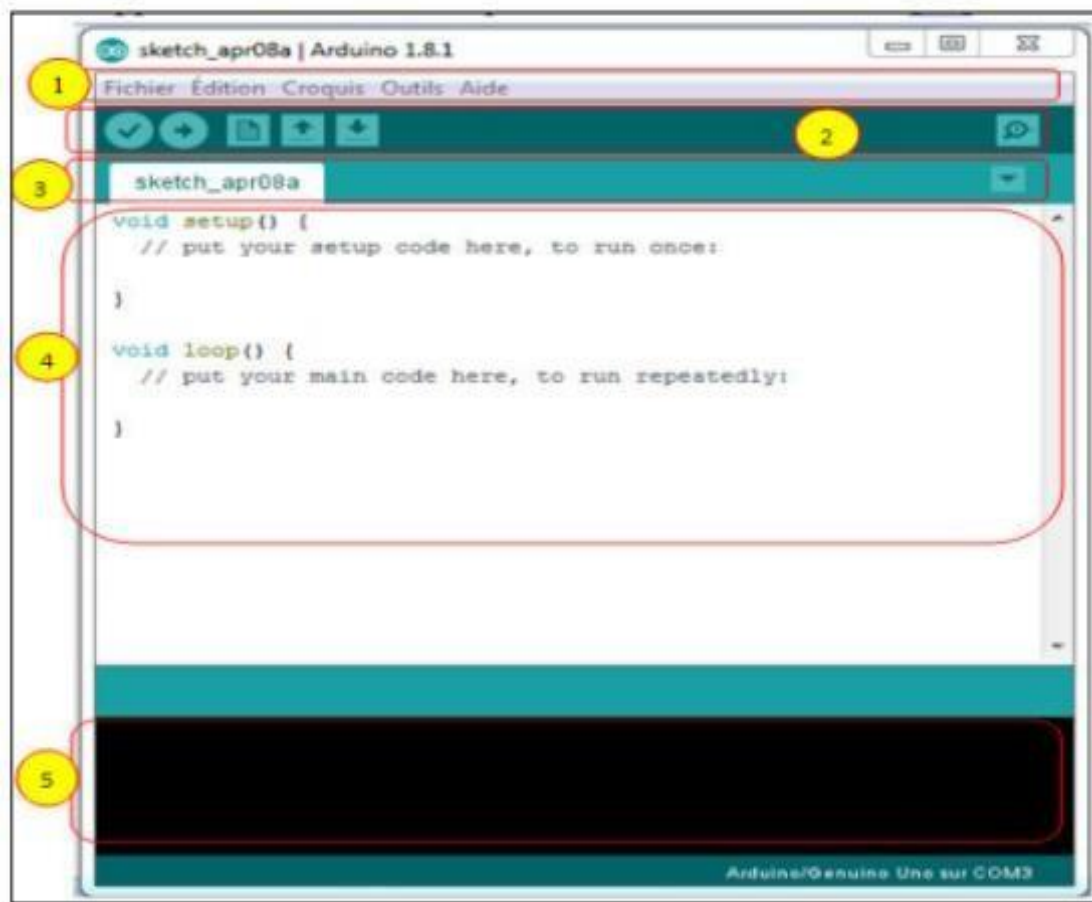 sketch_apr08a | Arduino 1.8.1
1
Fichier Édition Croquis Outils Aide
2
3
sketch_apr08a
4
void setup() {
// put your setup code here, to run once:
}
void loop() {
// put your main code here, to run repeatedly:
}
5
Arduino/Genuino Uno sur COM3